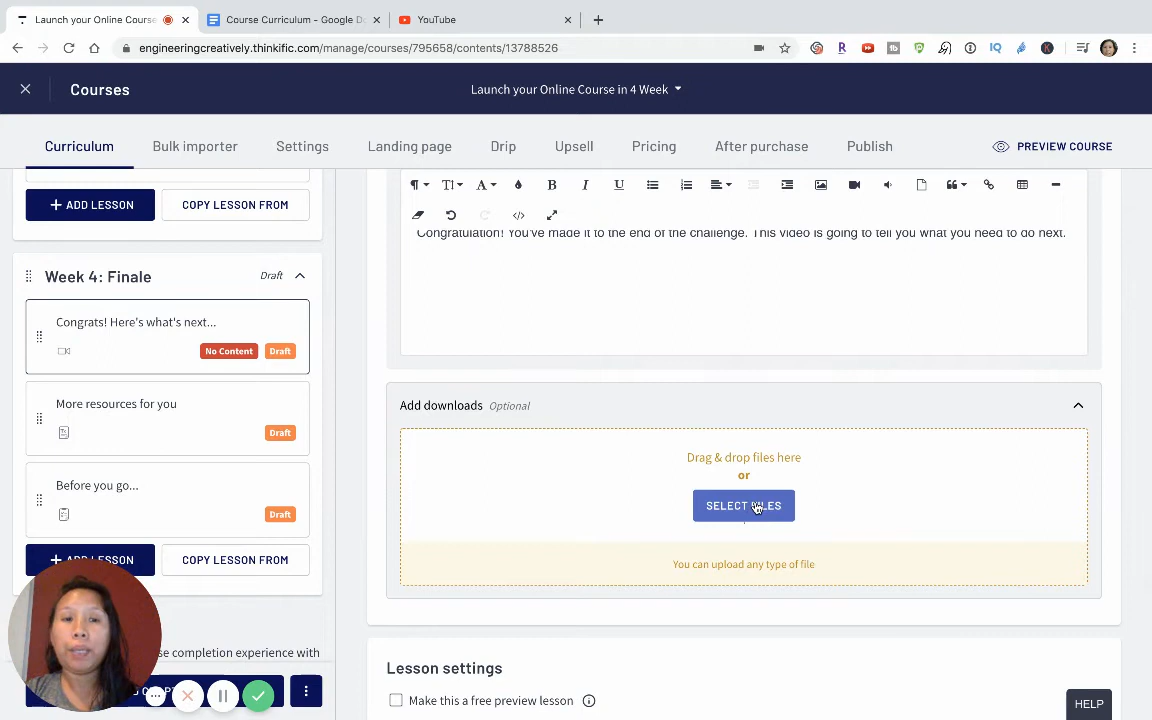 Launch your Online Course
Course Curriculum - Google Do
YouTube
engineeringcreatively.thinkific.com/manage/courses/795658/contents/13788526
Courses
Launch your Online Course in 4 Week
Curriculum
Bulk importer
Settings
Landing page
Drip
Upsell
Pricing
After purchase
Publish
PREVIEW COURSE
+ ADD LESSON
COPY LESSON FROM
Week 4: Finale
Draft
Congrats! Here's what's next...
No Content
Draft
More resources for you
Draft
Before you go...
Draft
+ ADD LESSON
COPY LESSON FROM
se completion experience with
Congratulation! You've made it to the end of the challenge. This video is going to tell you what you need to do next.
Add downloads Optional
Drag & drop files here
or
SELECT FILES
You can upload any type of file
Lesson settings
Make this a free preview lesson
HELP